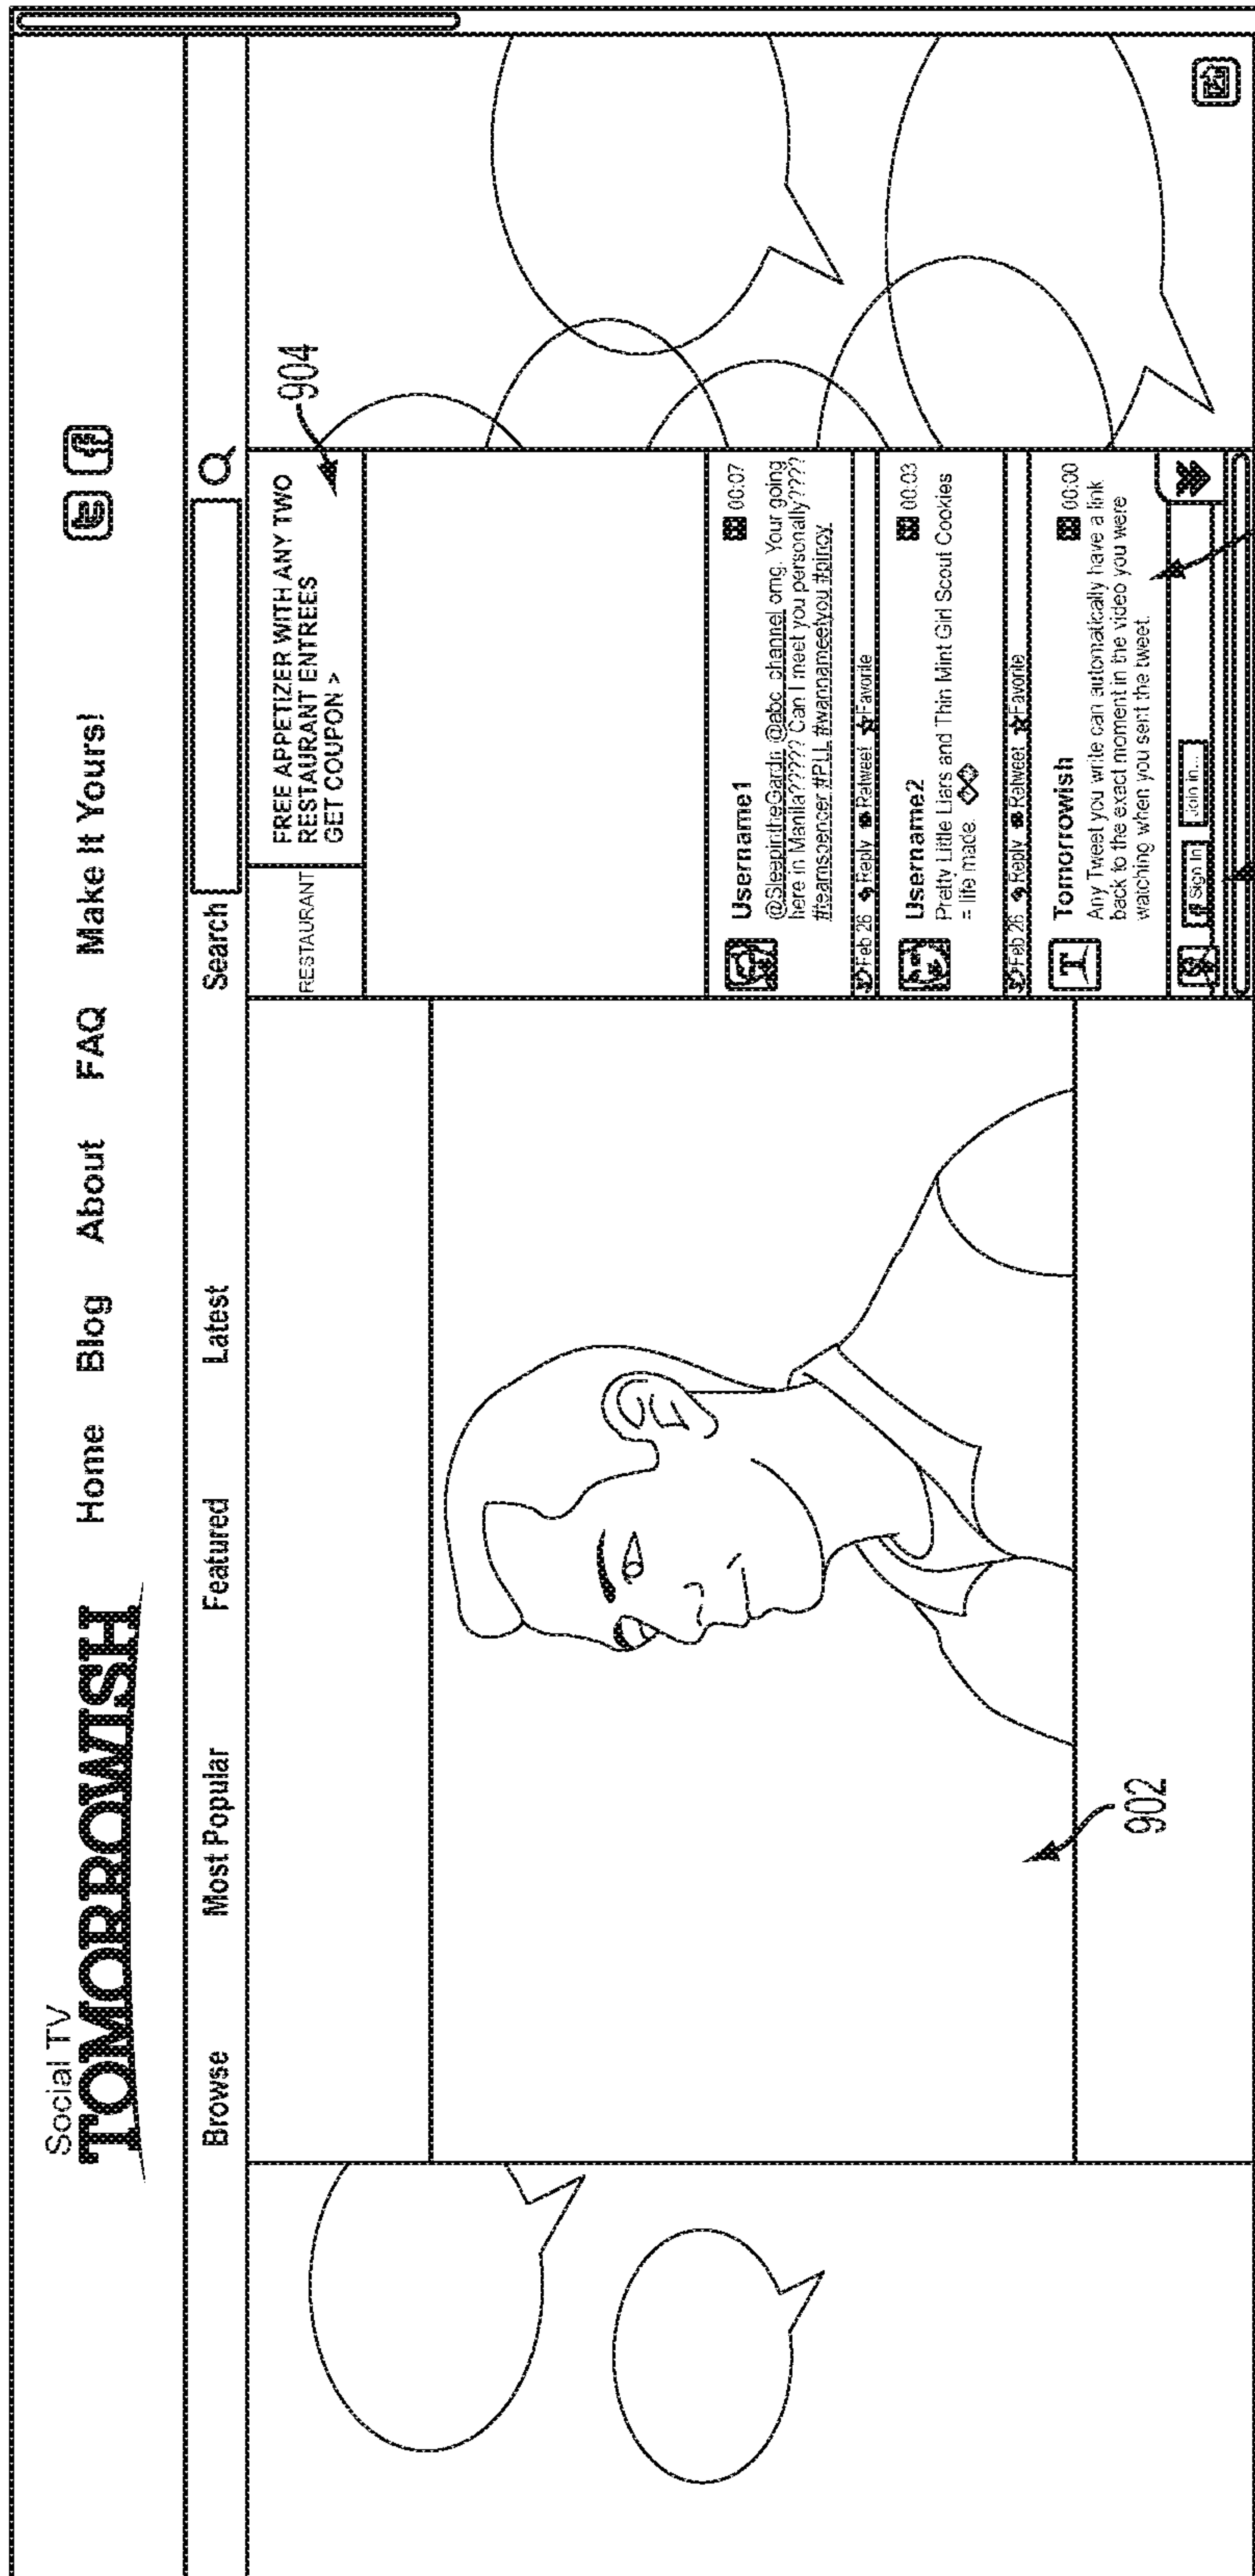 Social TV
TOMORROWISH
Home Blog About FAQ Make It Yours!
Browse Most Popular Featured Latest Search
RESTAURANT
FREE APPETIZER WITH ANY TWO
RESTAURANT ENTREES
GET COUPON >
904
Username1 00:07
@SleepintheGardn @abc_channel omg. Your going
here in Manila????? Can I meet you personally????
#teamspencer #PLL #wannameetyou #pinoy
Feb 26 Reply Retweet Favorite
Username2 00:03
Pretty Little Liars and Thin Mint Girl Scout Cookies
= life made.
Feb 26 Reply Retweet Favorite
T Tomorrowish 00:00
Any Tweet you write can automatically have a link
back to the exact moment in the video you were
watching when you sent the tweet.
Sign In Join in...
902